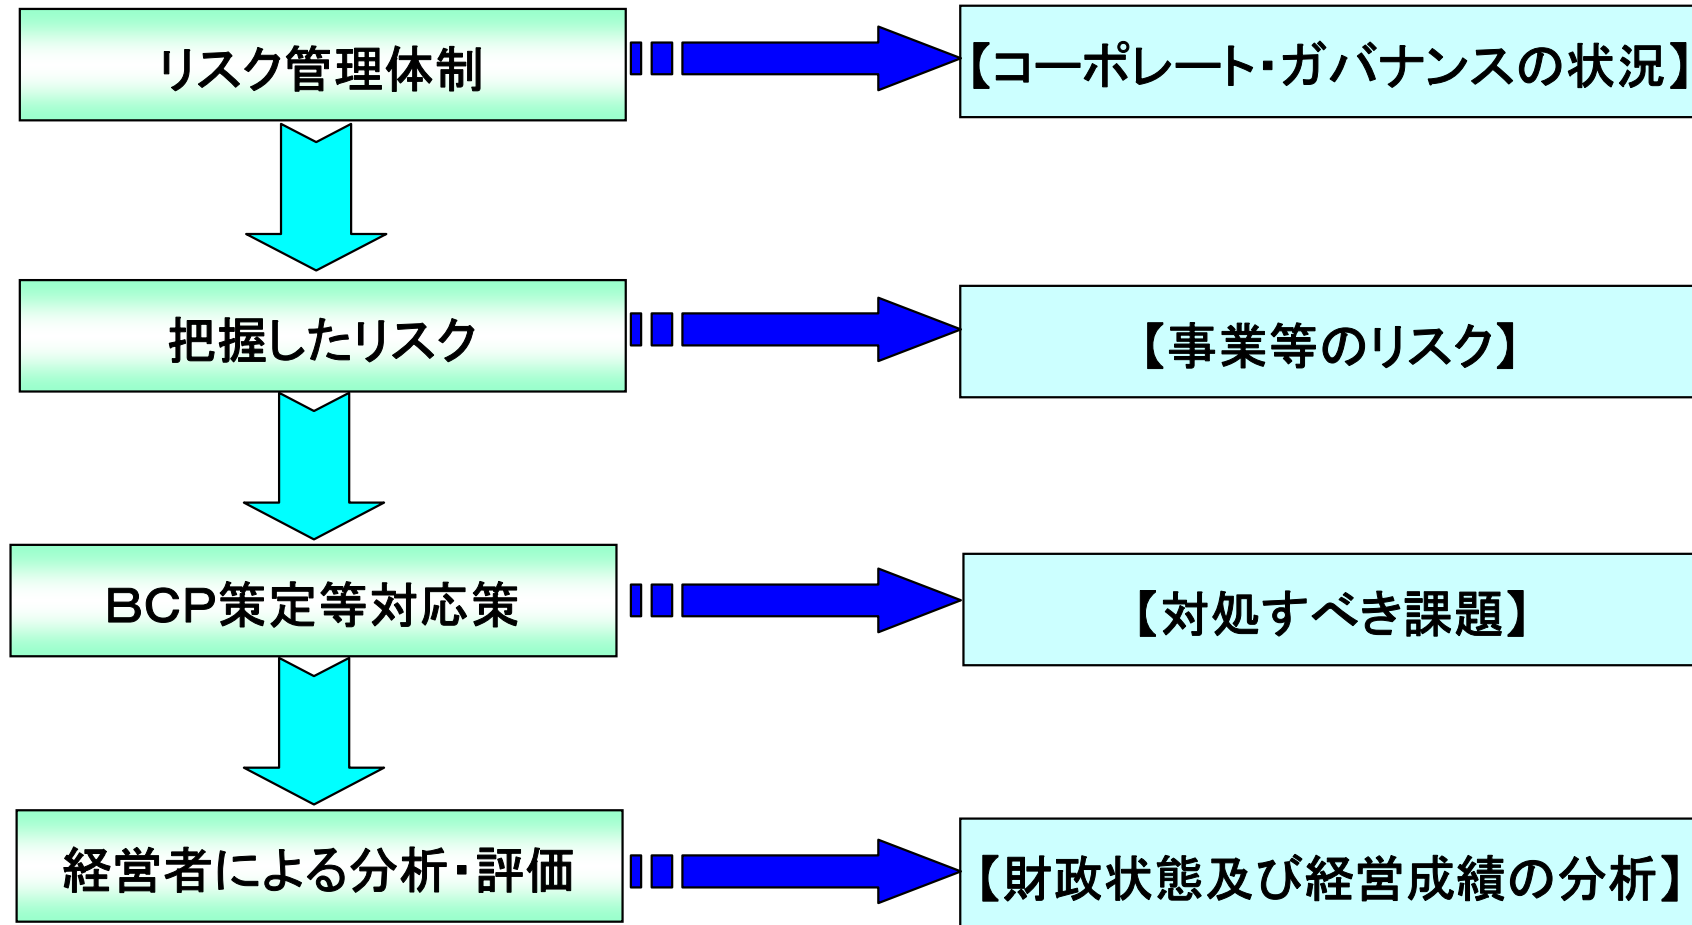 リスク管理体制
【コーポレート・ガバナンスの状況】
把握したリスク
【事業等のリスク】
ＢＣＰ策定等対応策
【対処すべき課題】
経営者による分析・評価
【財政状態及び経営成績の分析】